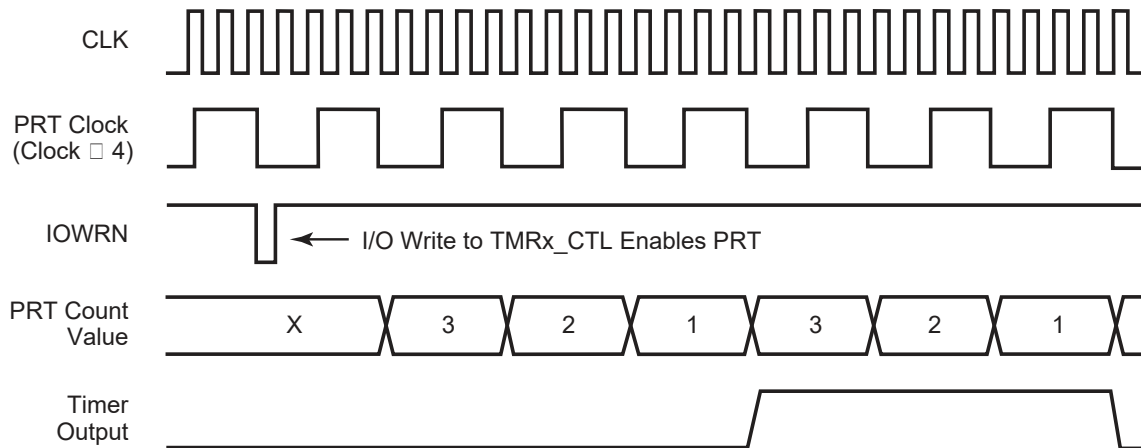 CLK
PRT Clock
(Clock □ 4)
IOWRN
I/O Write to TMRx_CTL Enables PRT
PRT Count
Value
X 3 2 1 3 2 1
Timer
Output